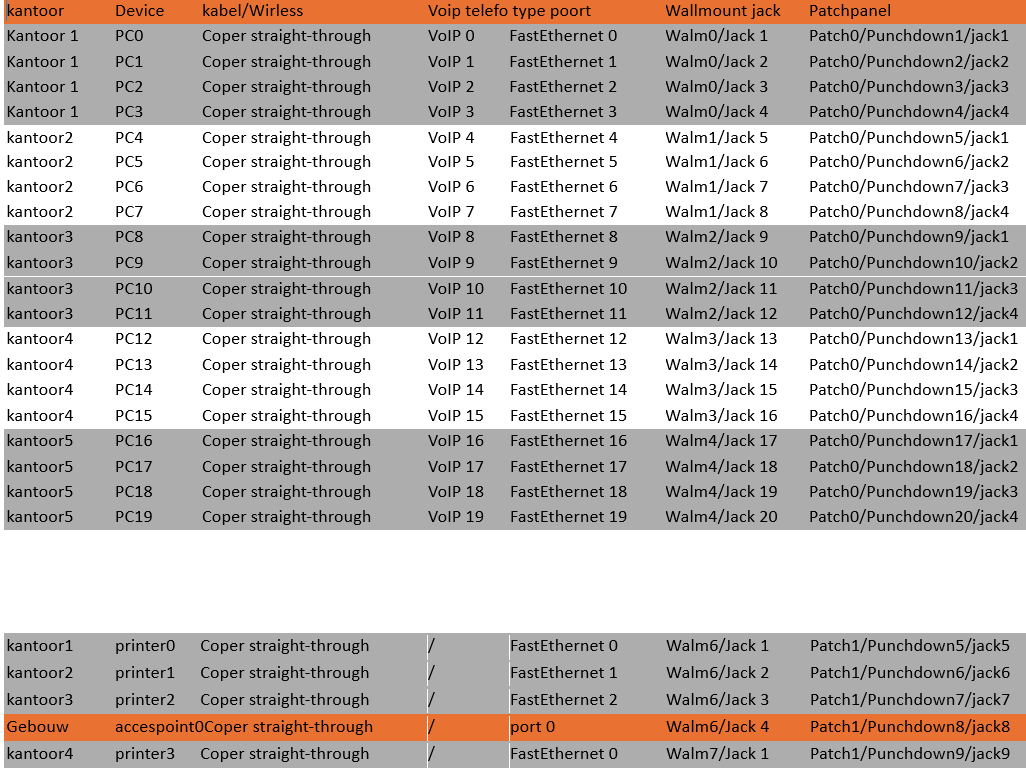 kantoor Device kabel/Wirless Voip telefo type poort Wallmount jack Patchpanel
Kantoor 1 PC0 Coper straight-through VoIP 0 FastEthernet 0 Walm0/Jack 1 Patch0/Punchdown1/jack1
Kantoor 1 PC1 Coper straight-through VoIP 1 FastEthernet 1 Walm0/Jack 2 Patch0/Punchdown2/jack2
Kantoor 1 PC2 Coper straight-through VoIP 2 FastEthernet 2 Walm0/Jack 3 Patch0/Punchdown3/jack3
Kantoor 1 PC3 Coper straight-through VoIP 3 FastEthernet 3 Walm0/Jack 4 Patch0/Punchdown4/jack4
kantoor2 PC4 Coper straight-through VoIP 4 FastEthernet 4 Walm1/Jack 5 Patch0/Punchdown5/jack1
kantoor2 PC5 Coper straight-through VoIP 5 FastEthernet 5 Walm1/Jack 6 Patch0/Punchdown6/jack2
kantoor2 PC6 Coper straight-through VoIP 6 FastEthernet 6 Walm1/Jack 7 Patch0/Punchdown7/jack3
kantoor2 PC7 Coper straight-through VoIP 7 FastEthernet 7 Walm1/Jack 8 Patch0/Punchdown8/jack4
kantoor3 PC8 Coper straight-through VoIP 8 FastEthernet 8 Walm2/Jack 9 Patch0/Punchdown9/jack1
kantoor3 PC9 Coper straight-through VoIP 9 FastEthernet 9 Walm2/Jack 10 Patch0/Punchdown10/jack2
kantoor3 PC10 Coper straight-through VoIP 10 FastEthernet 10 Walm2/Jack 11 Patch0/Punchdown11/jack3
kantoor3 PC11 Coper straight-through VoIP 11 FastEthernet 11 Walm2/Jack 12 Patch0/Punchdown12/jack4
kantoor4 PC12 Coper straight-through VoIP 12 FastEthernet 12 Walm3/Jack 13 Patch0/Punchdown13/jack1
kantoor4 PC13 Coper straight-through VoIP 13 FastEthernet 13 Walm3/Jack 14 Patch0/Punchdown14/jack2
kantoor4 PC14 Coper straight-through VoIP 14 FastEthernet 14 Walm3/Jack 15 Patch0/Punchdown15/jack3
kantoor4 PC15 Coper straight-through VoIP 15 FastEthernet 15 Walm3/Jack 16 Patch0/Punchdown16/jack4
kantoor5 PC16 Coper straight-through VoIP 16 FastEthernet 16 Walm4/Jack 17 Patch0/Punchdown17/jack1
kantoor5 PC17 Coper straight-through VoIP 17 FastEthernet 17 Walm4/Jack 18 Patch0/Punchdown18/jack2
kantoor5 PC18 Coper straight-through VoIP 18 FastEthernet 18 Walm4/Jack 19 Patch0/Punchdown19/jack3
kantoor5 PC19 Coper straight-through VoIP 19 FastEthernet 19 Walm4/Jack 20 Patch0/Punchdown20/jack4
kantoor1 printer0 Coper straight-through / FastEthernet 0 Walm6/Jack 1 Patch1/Punchdown5/jack5
kantoor2 printer1 Coper straight-through / FastEthernet 1 Walm6/Jack 2 Patch1/Punchdown6/jack6
kantoor3 printer2 Coper straight-through / FastEthernet 2 Walm6/Jack 3 Patch1/Punchdown7/jack7
Gebouw accespoint0 Coper straight-through / port 0 Walm6/Jack 4 Patch1/Punchdown8/jack8
kantoor4 printer3 Coper straight-through / FastEthernet 0 Walm7/Jack 1 Patch1/Punchdown9/jack9